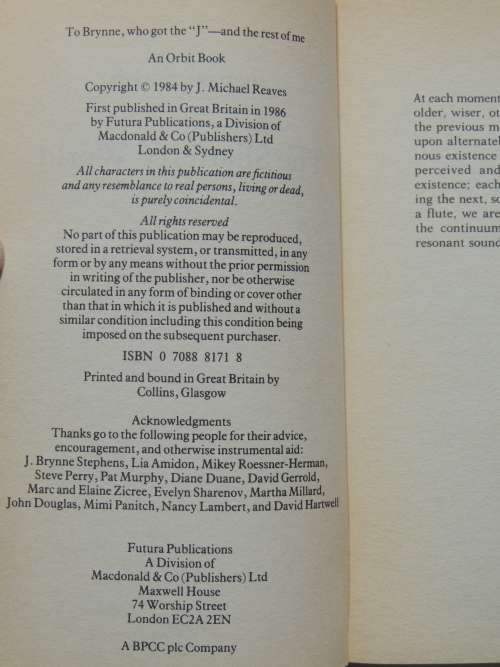 To Brynne, who got the "J"—and the rest of me
An Orbit Book
Copyright © 1984 by J. Michael Reaves
First published in Great Britain in 1986
by Futura Publications, a Division of
Macdonald & Co (Publishers) Ltd
London & Sydney
All characters in this publication are fictitious
and any resemblance to real persons, living or dead,
is purely coincidental.
All rights reserved
No part of this publication may be reproduced,
stored in a retrieval system, or transmitted, in any
form or by any means without the prior permission
in writing of the publisher, nor be otherwise
circulated in any form of binding or cover other
than that in which it is published and without a
similar condition including this condition being
imposed on the subsequent purchaser.
ISBN 0 7088 8171 8
Printed and bound in Great Britain by
Collins, Glasgow
Acknowledgments
Thanks go to the following people for their advice,
encouragement, and otherwise instrumental aid:
J. Brynne Stephens, Lia Amidon, Mikey Roessner-Herman,
Steve Perry, Pat Murphy, Diane Duane, David Gerrold,
Marc and Elaine Zicree, Evelyn Sharenov, Martha Millard,
John Douglas, Mimi Panitch, Nancy Lambert, and David Hartwell
Futura Publications
A Division of
Macdonald & Co (Publishers) Ltd
Maxwell House
74 Worship Street
London EC2A 2EN
A BPCC plc Company
At each moment
older, wiser, ot
the previous m
upon alternatel
nous existence
perceived and
existence; each
ing the next, so
a flute, we are
the continuum
resonant sound